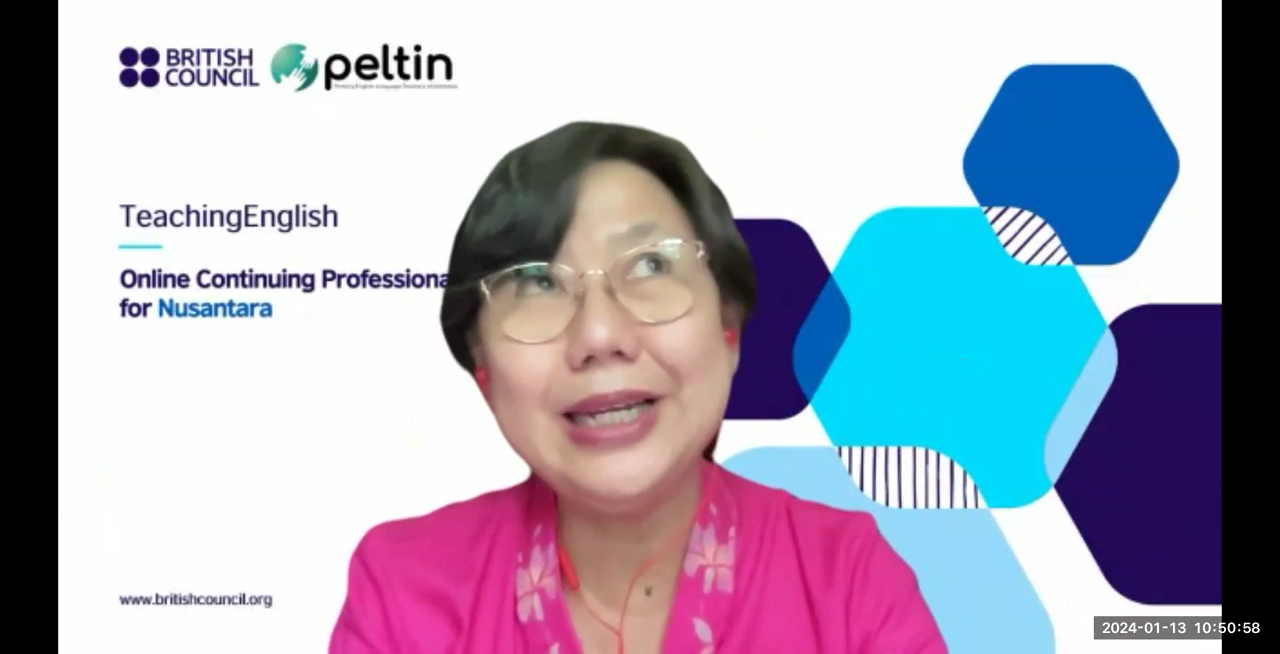 BRITISH
COUNCIL
peltin
TeachingEnglish
Online Continuing Professiona
for Nusantara
www.britishcouncil.org
2024-01-13 10:50:58